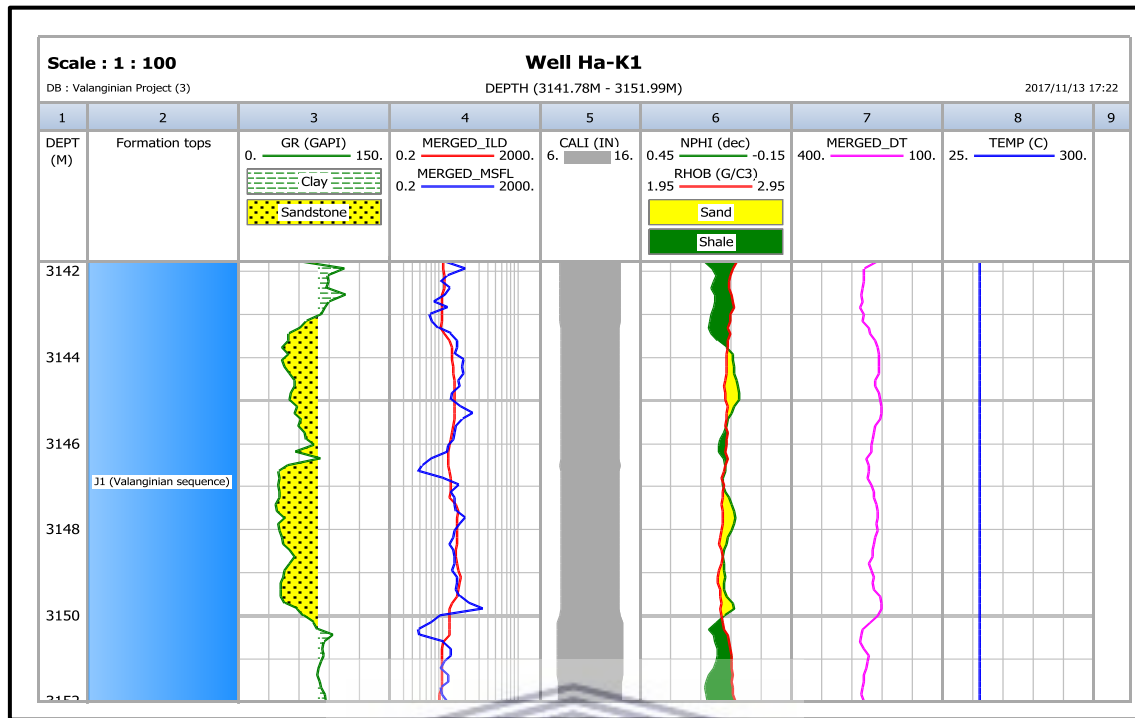 Scale : 1 : 100
Well Ha-K1
DB : Valanginian Project (3)
DEPTH (3141.78M - 3151.99M)
2017/11/13 17:22
1 2 3 4 5 6 7 8 9
DEPT (M)
Formation tops
GR (GAPI)
0. 150.
Clay
Sandstone
MERGED_ILD
0.2 2000.
MERGED_MSFL
0.2 2000.
CALI (IN)
6. 16.
NPHI (dec)
0.45 -0.15
RHOB (G/C3)
1.95 2.95
Sand
Shale
MERGED_DT
400. 100.
TEMP (C)
25. 300.
3142
3144
3146
J1 (Valanginian sequence)
3148
3150